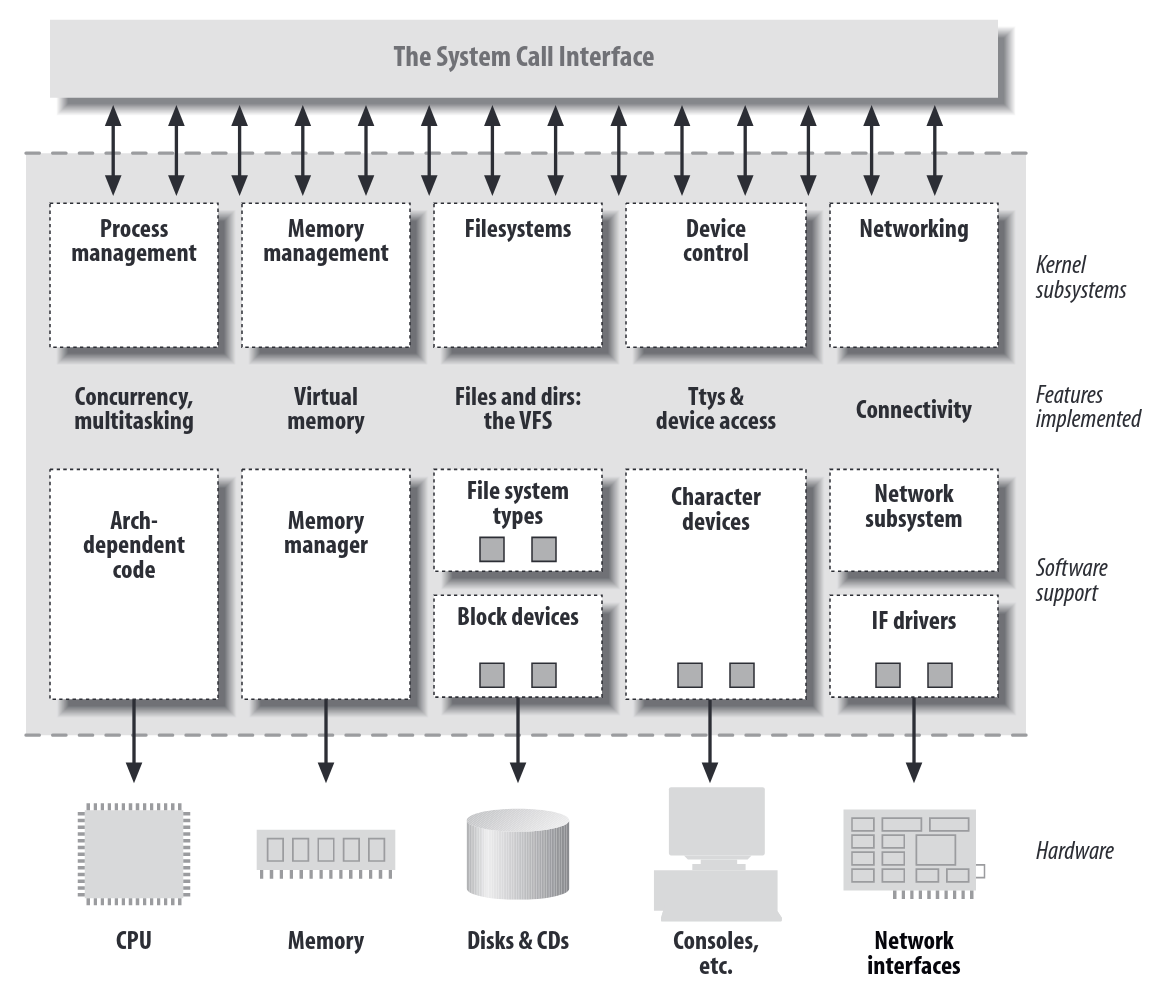 The System Call Interface
Process
management
Memory
management
Filesystems
Device
control
Networking
Kernel
subsystems
Concurrency,
multitasking
Virtual
memory
Files and dirs:
the VFS
Ttys &
device access
Connectivity
Features
implemented
Arch-
dependent
code
Memory
manager
File system
types
Block devices
Character
devices
Network
subsystem
IF drivers
Software
support
CPU
Memory
Disks & CDs
Consoles,
etc.
Network
interfaces
Hardware